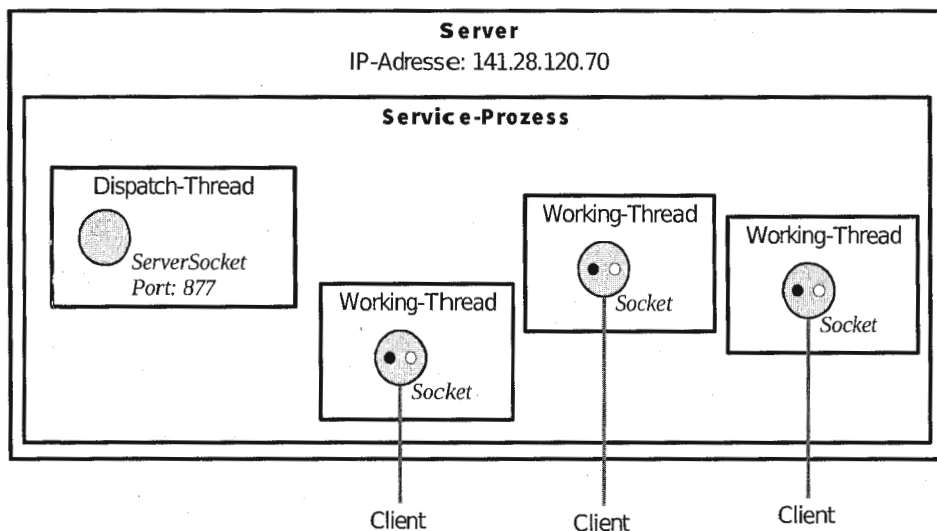 Server
IP-Adresse: 141.28.120.70
Service-Prozess
Dispatch-Thread
ServerSocket
Port: 877
Working-Thread
Socket
Working-Thread
Socket
Working-Thread
Socket
Client
Client
Client